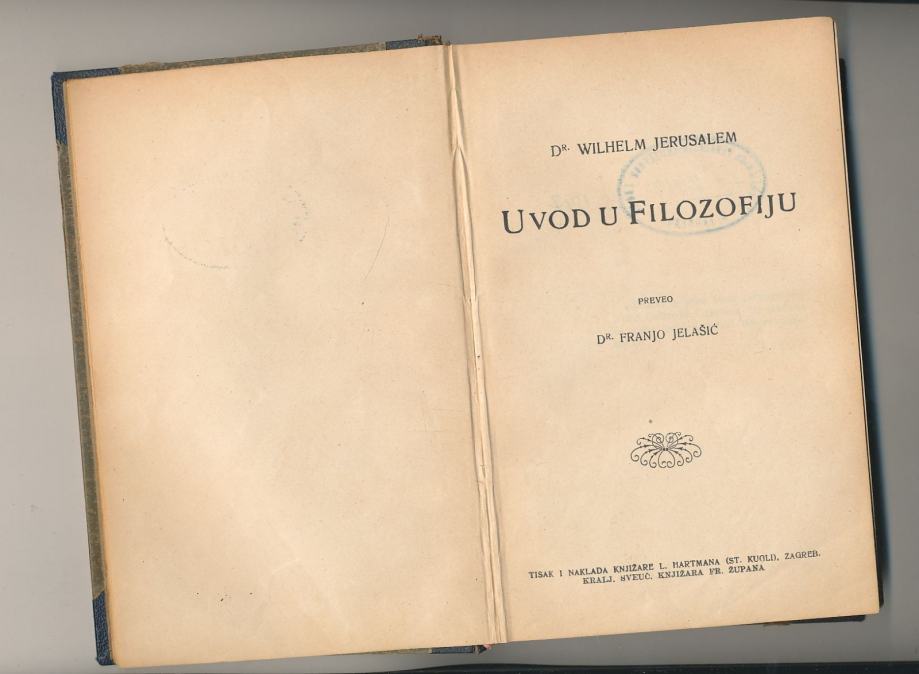 DR. WILHELM JERUSALEM
UVOD U FILOZOFIJU
PREVEO
DR. FRANJO JELAŠIĆ
TISAK I NAKLADA KNJIŽARE L. HARTMANA (ST. KUGLI), ZAGREB.
KRALJ. SVEUČ. KNJIŽARA FR. ŽUPANA